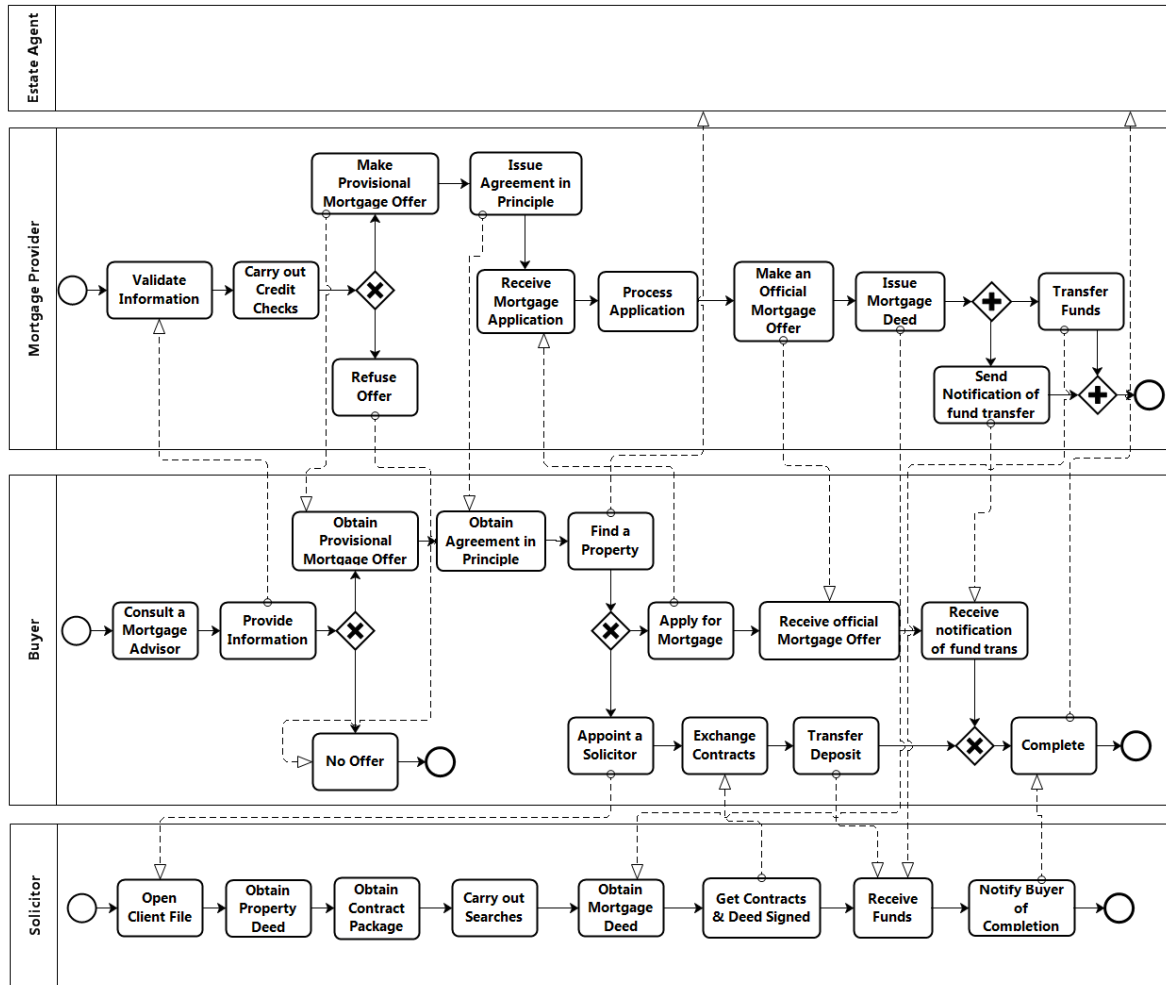 Estate Agent
Mortgage Provider
Make
Provisional
Mortgage Offer
Issue
Agreement in
Principle
Validate
Information
Carry out
Credit
Checks
Refuse
Offer
Receive
Mortgage
Application
Process
Application
Make an
Official
Mortgage
Offer
Issue
Mortgage
Deed
Transfer
Funds
Send
Notification of
fund transfer
Buyer
Consult a
Mortgage
Advisor
Provide
Information
Obtain
Provisional
Mortgage Offer
Obtain
Agreement in
Principle
Find a
Property
No Offer
Apply for
Mortgage
Receive official
Mortgage Offer
Receive
notification
of fund trans
Appoint a
Solicitor
Exchange
Contracts
Transfer
Deposit
Complete
Solicitor
Open
Client File
Obtain
Property
Deed
Obtain
Contract
Package
Carry out
Searches
Obtain
Mortgage
Deed
Get Contracts
& Deed Signed
Receive
Funds
Notify Buyer
of
Completion